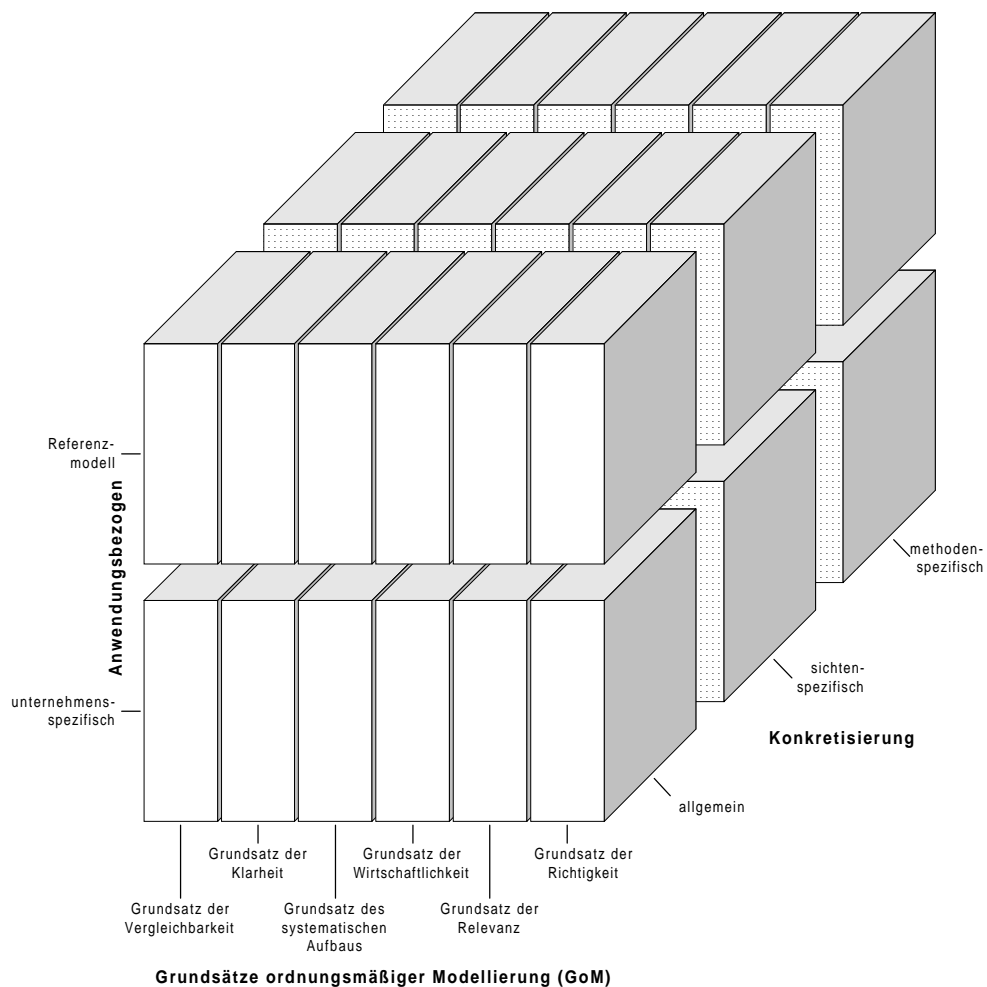 Referenz-
modell
Anwendungsbezogen
unternehmens-
spezifisch
methoden-
spezifisch
sichten-
spezifisch
Konkretisierung
allgemein
Grundsatz der
Klarheit
Grundsatz der
Wirtschaftlichkeit
Grundsatz der
Richtigkeit
Grundsatz der
Vergleichbarkeit
Grundsatz des
systematischen
Aufbaus
Grundsatz der
Relevanz
Grundsätze ordnungsmäßiger Modellierung (GoM)